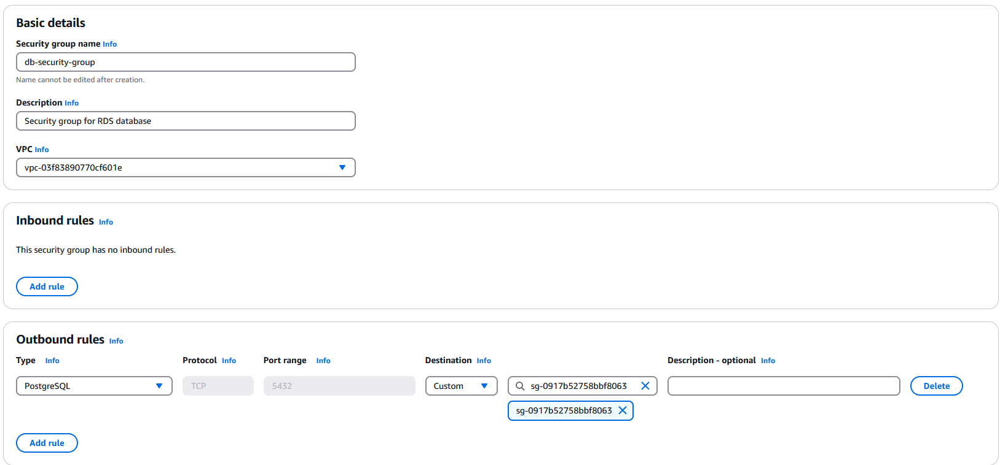 Basic details
Security group name Info
db-security-group
Name cannot be edited after creation.
Description Info
Security group for RDS database
VPC Info
vpc-03f83890770cf601e
Inbound rules Info
This security group has no inbound rules.
Add rule
Outbound rules Info
Type Info Protocol Info Port range Info Destination Info Description - optional Info
PostgreSQL TCP 5432 Custom sg-0917b52758bbf8063 Delete
sg-0917b52758bbf8063
Add rule